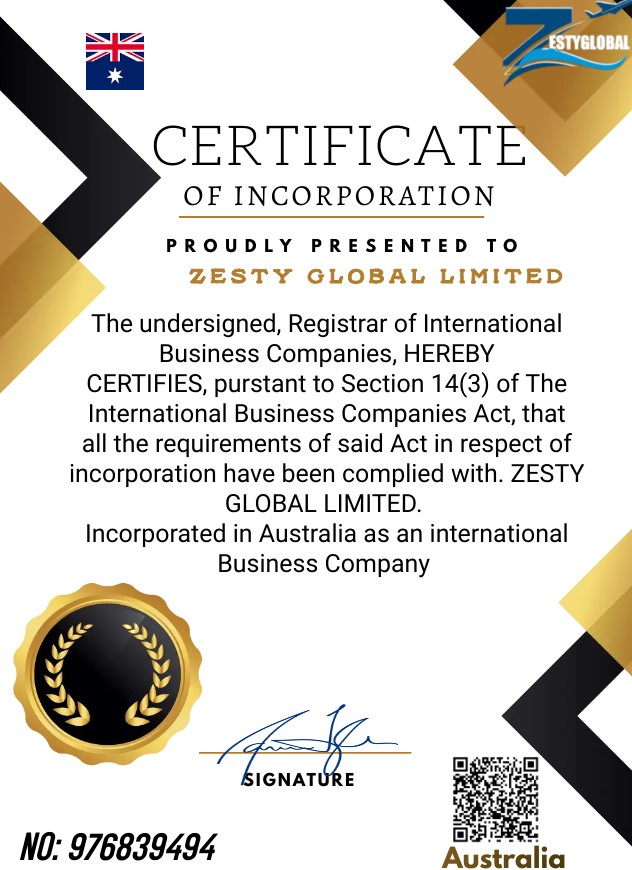 ZESTYGLOBAL
CERTIFICATE
OF INCORPORATION
PROUDLY PRESENTED TO
ZESTY GLOBAL LIMITED
The undersigned, Registrar of International
Business Companies, HEREBY
CERTIFIES, purstant to Section 14(3) of The
International Business Companies Act, that
all the requirements of said Act in respect of
incorporation have been complied with. ZESTY
GLOBAL LIMITED.
Incorporated in Australia as an international
Business Company
SIGNATURE
NO: 976839494
Australia